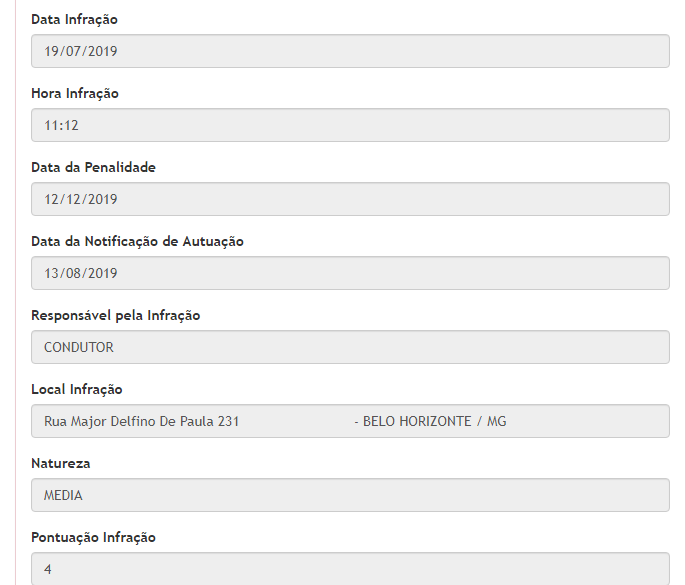 Data Infração
19/07/2019
Hora Infração
11:12
Data da Penalidade
12/12/2019
Data da Notificação de Autuação
13/08/2019
Responsável pela Infração
CONDUTOR
Local Infração
Rua Major Delfino De Paula 231 - BELO HORIZONTE / MG
Natureza
MEDIA
Pontuação Infração
4